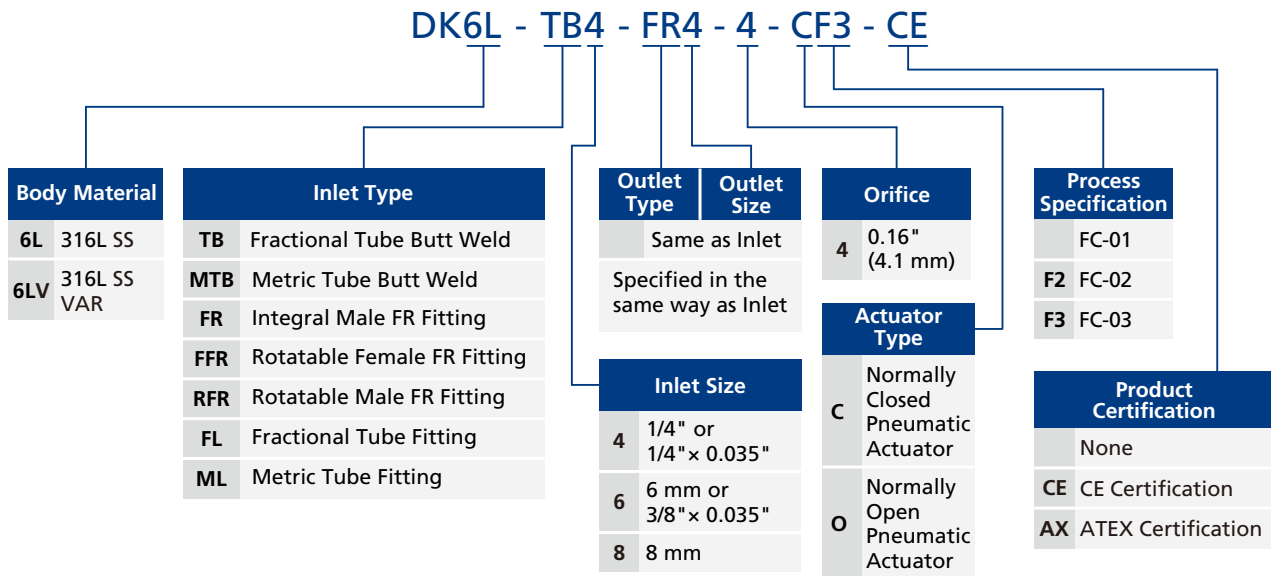 DK6L - TB4 - FR4 - 4 - CF3 - CE
Body Material
6L 316L SS
6LV 316L SS
VAR
Inlet Type
TB Fractional Tube Butt Weld
MTB Metric Tube Butt Weld
FR Integral Male FR Fitting
FFR Rotatable Female FR Fitting
RFR Rotatable Male FR Fitting
FL Fractional Tube Fitting
ML Metric Tube Fitting
Outlet
Type
Outlet
Size
Same as Inlet
Specified in the
same way as Inlet
Inlet Size
4 1/4" or
1/4"× 0.035"
6 6 mm or
3/8"× 0.035"
8 8 mm
Orifice
4 0.16"
(4.1 mm)
Actuator
Type
C Normally
Closed
Pneumatic
Actuator
O Normally
Open
Pneumatic
Actuator
Process
Specification
FC-01
F2 FC-02
F3 FC-03
Product
Certification
None
CE CE Certification
AX ATEX Certification